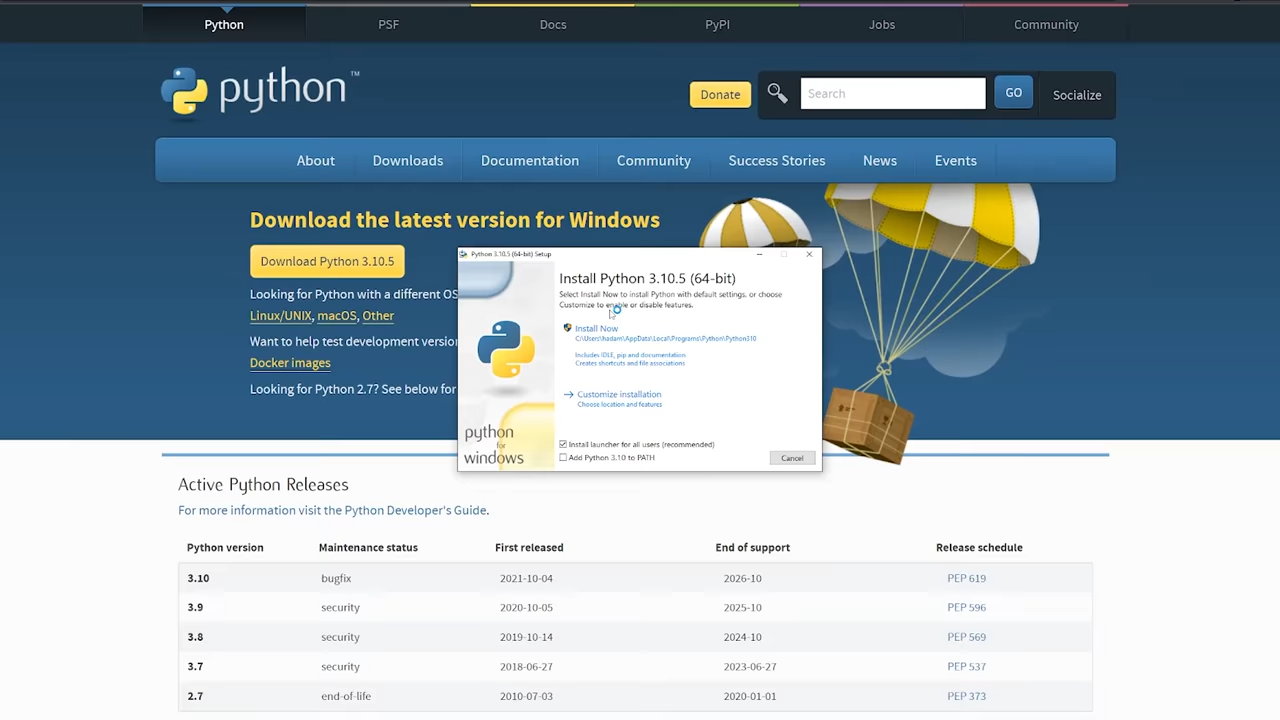 Python
PSF
Docs
PyPI
Jobs
Community
python™
Donate
Search
GO
Socialize
About
Downloads
Documentation
Community
Success Stories
News
Events
Download the latest version for Windows
Download Python 3.10.5
Looking for Python with a different OS
Linux/UNIX, macOS, Other
Want to help test development version
Docker images
Looking for Python 2.7? See below for
Python 3.10.5 (64-bit) Setup
Install Python 3.10.5 (64-bit)
Select Install Now to install Python with default settings, or choose
Customize to enable or disable features.
Install Now
C:\Users\hadam\AppData\Local\Programs\Python\Python310
Includes IDLE, pip and documentation
Creates shortcuts and file associations
Customize installation
Choose location and features
Install launcher for all users (recommended)
Add Python 3.10 to PATH
Cancel
python
for
windows
Active Python Releases
For more information visit the Python Developer's Guide.
Python version Maintenance status First released End of support Release schedule
3.10 bugfix 2021-10-04 2026-10 PEP 619
3.9 security 2020-10-05 2025-10 PEP 596
3.8 security 2019-10-14 2024-10 PEP 569
3.7 security 2018-06-27 2023-06-27 PEP 537
2.7 end-of-life 2010-07-03 2020-01-01 PEP 373